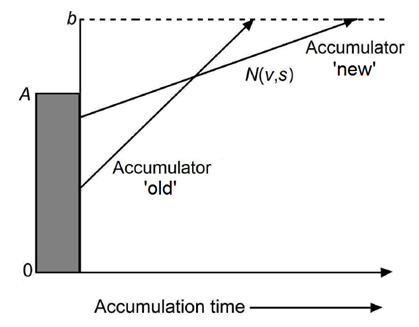 b
Accumulator
'new'
N(v,s)
A
Accumulator
'old'
0
Accumulation time